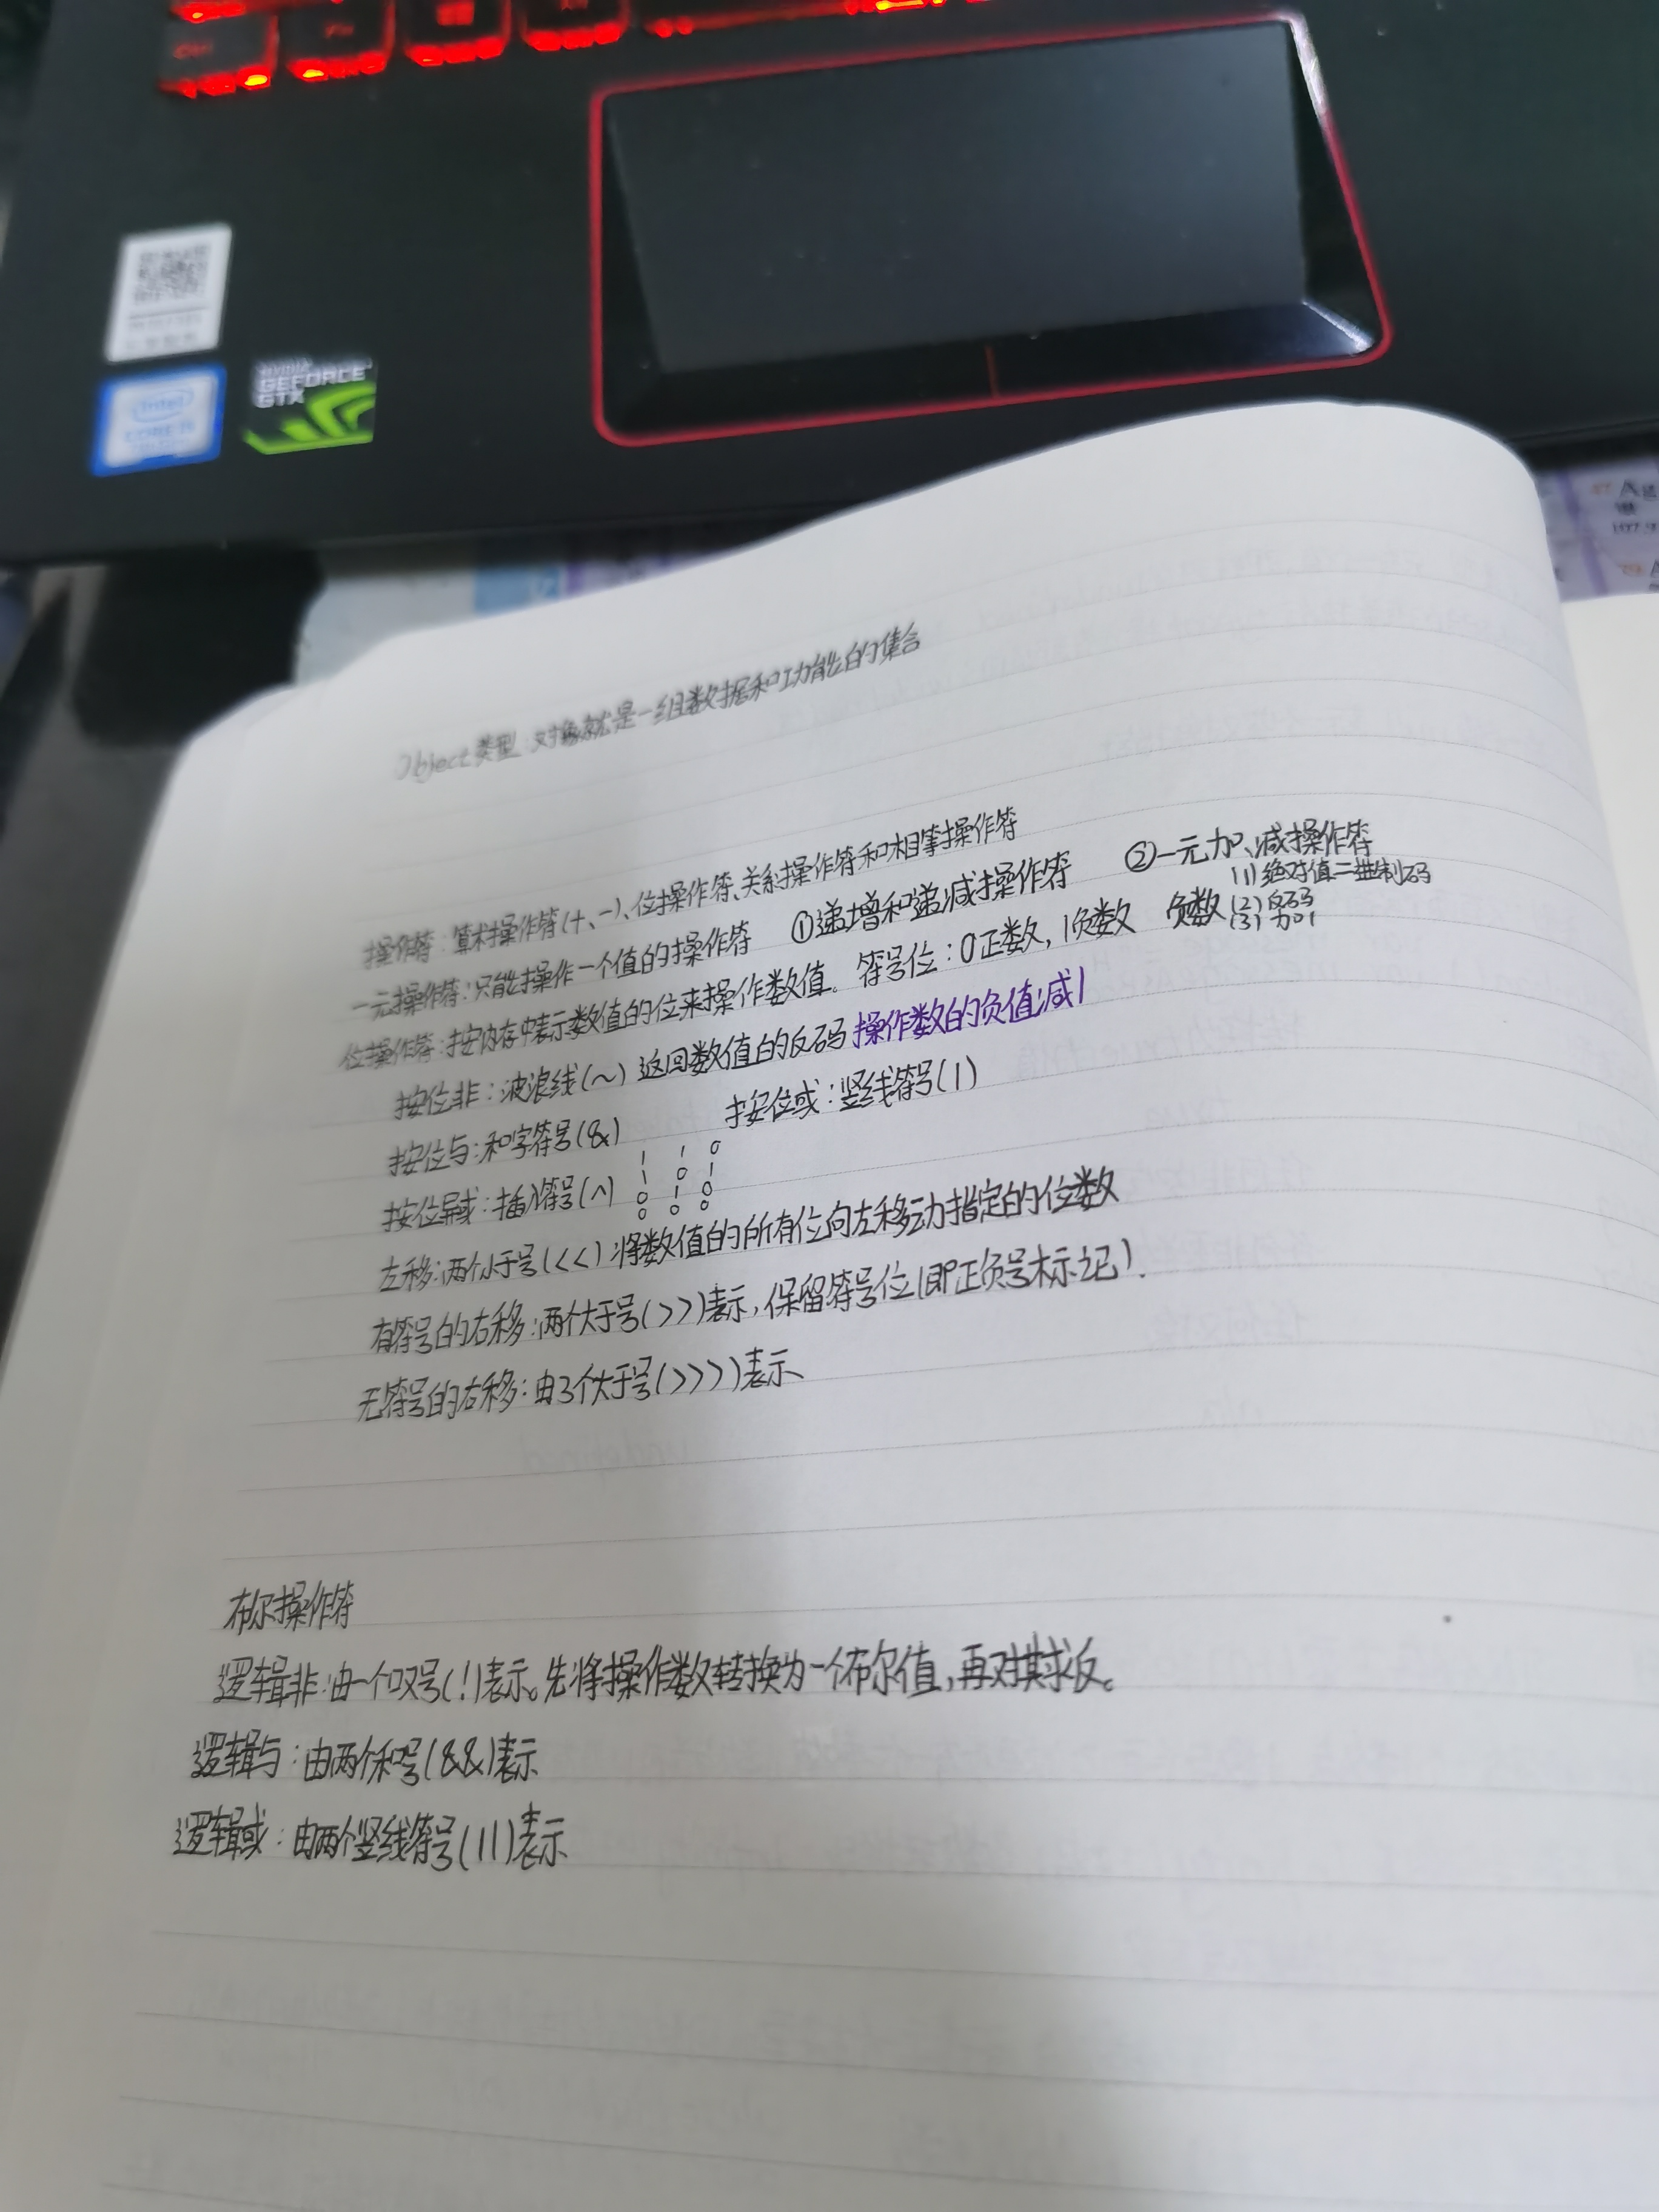 Ctrl
Fn
intel
CORE i5
NVIDIA
GEFORCE
GTX
Object类型:对象就是一组数据和功能的集合
操作符:算术操作符(+、-)、位操作符、关系操作符和相等操作符
一元操作符:只能操作一个值的操作符 ①递增和递减操作符 ②一元加、减操作符
位操作符:按内存中表示数值的位来操作数值。符号位:0正数,1负数 负数 (1)绝对值二进制码
(2)反码
(3)加1
按位非:波浪线(~)返回数值的反码 操作数的负值减1
按位与:和字符号(&) 按位或:竖线符号(|)
按位异或:插入符号(^)
1 1 0
1 0 1
0 1 0
0 0 0
左移:两个小于号(<<)将数值的所有位向左移动指定的位数
有符号的右移:两个大于号(>>)表示,保留符号位(即正负号标记).
无符号的右移:由3个大于号(>>>)表示、
布尔操作符
逻辑非:由一个叹号(!)表示。先将操作数转换为一个布尔值,再对其求反。
逻辑与:由两个和号(&&)表示
逻辑或:由两个竖线符号(||)表示